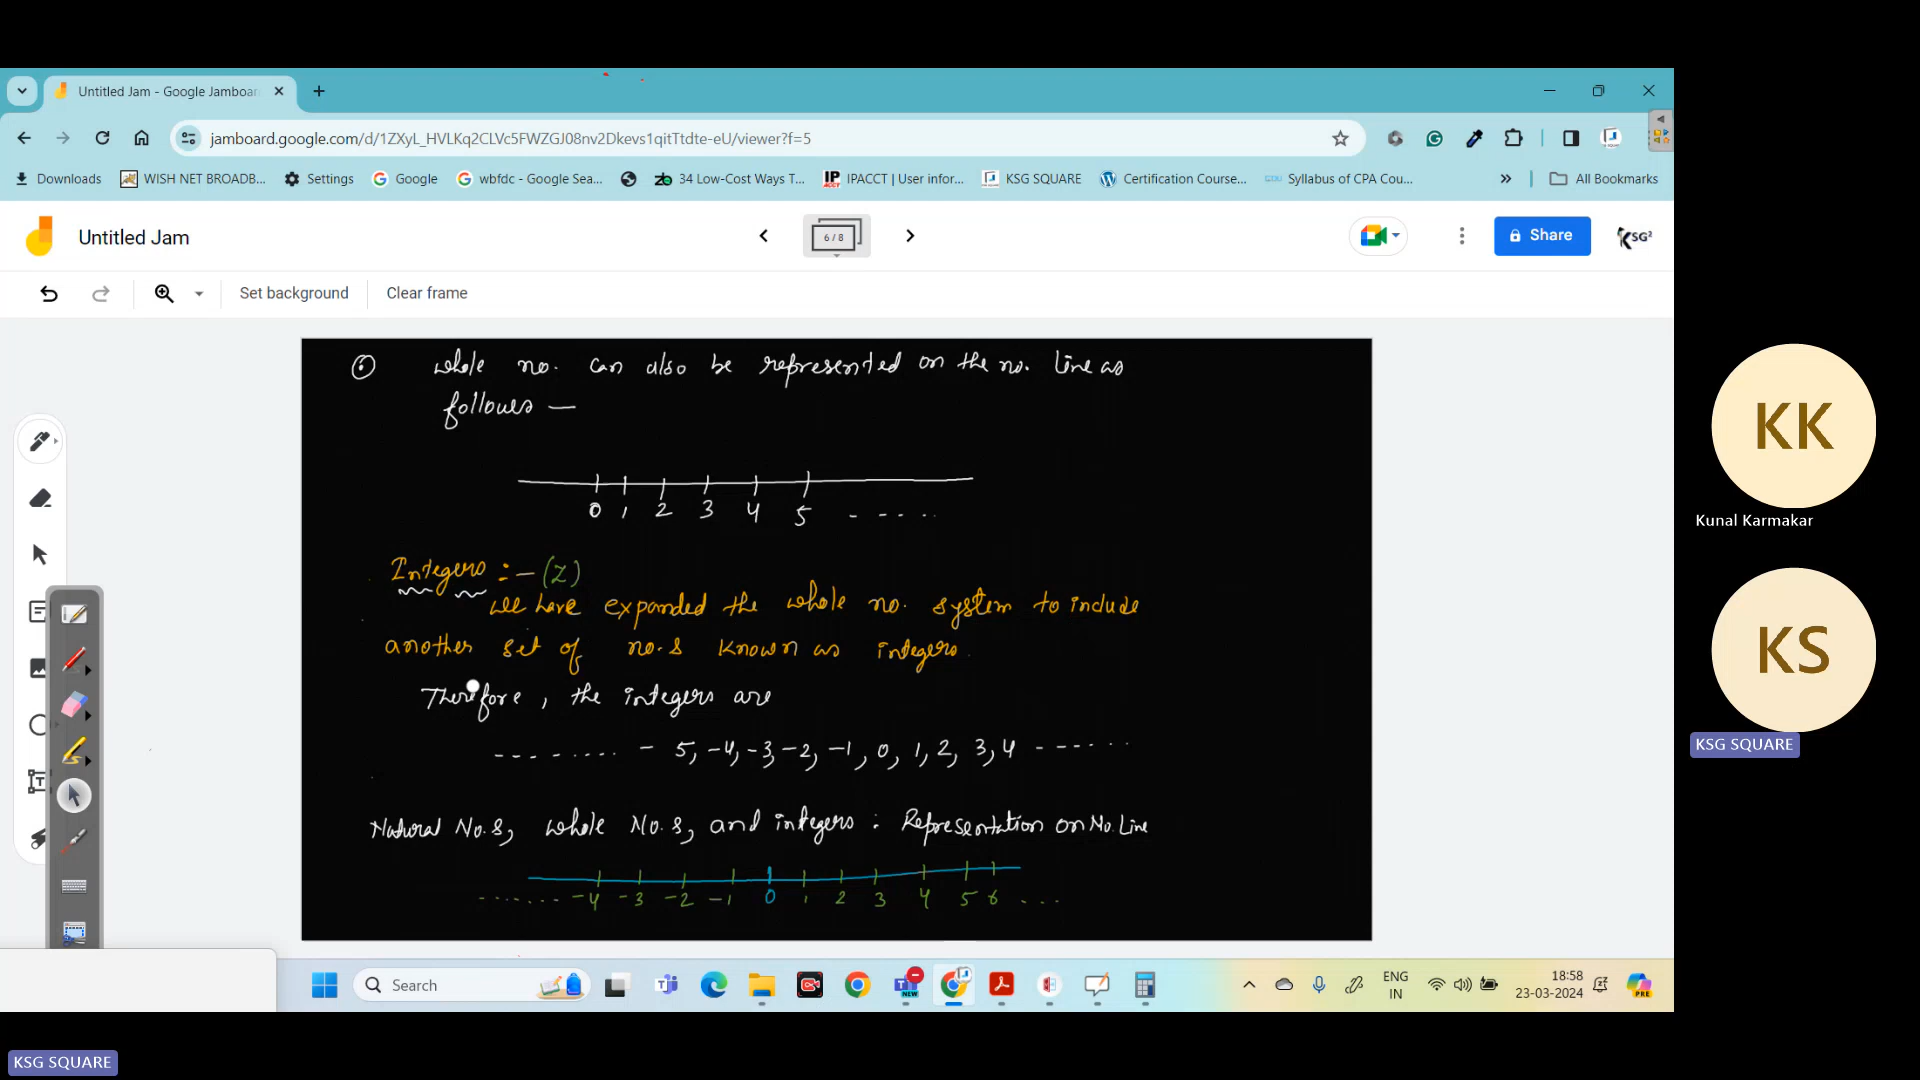 Untitled Jam - Google Jamboar
jamboard.google.com/d/1ZXyL_HVLKq2CLVc5FWZGJ08nv2Dkevs1qitTtdte-eU/viewer?f=5
Downloads WISH NET BROADB... Settings Google wbfdc - Google Sea... 34 Low-Cost Ways T... IPACCT | User infor... KSG SQUARE Certification Course... Syllabus of CPA Cou... » All Bookmarks
Untitled Jam
6 / 8
Share
KSG²
Set background Clear frame
whole no. can also be represented on the no. line as
follows —
0 1 2 3 4 5 - - - - -
Integers :- (Z)
We have expanded the whole no. system to include
another set of no.s known as integers.
Therefore, the integers are
- - - - - - - - - 5, -4, -3, -2, -1, 0, 1, 2, 3, 4 - - - - - -
Natural No.s, whole No.s, and integers : Representation on No. Line
- - - - - - - -4 -3 -2 -1 0 1 2 3 4 5 6 . . .
KK
Kunal Karmakar
KS
KSG SQUARE
Search
NEW
ENG
IN
18:58
23-03-2024
PRE
KSG SQUARE